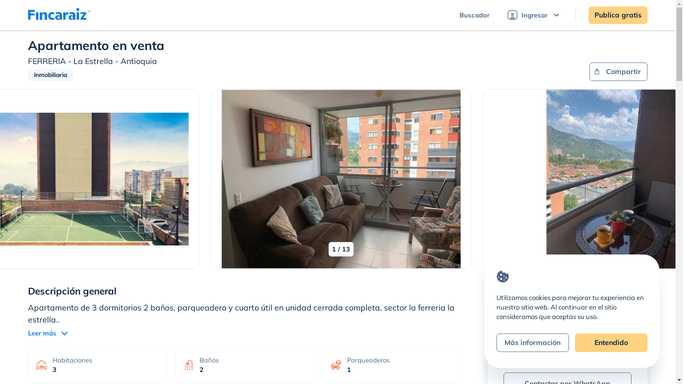 Fincaraiz
Buscador
Ingresar
Publica gratis
Apartamento en venta
FERRERIA - La Estrella - Antioquia
Inmobiliaria
Compartir
1 / 13
Descripción general
Apartamento de 3 dormitorios 2 baños, parqueadero y cuarto útil en unidad cerrada completa, sector la ferreria la
estrella..
Leer más
Habitaciones
3
Baños
2
Parqueaderos
1
Utilizamos cookies para mejorar tu experiencia en
nuestro sitio web. Al continuar en el sitio
consideramos que aceptas su uso.
Más información
Entendido
Contactar por WhatsApp